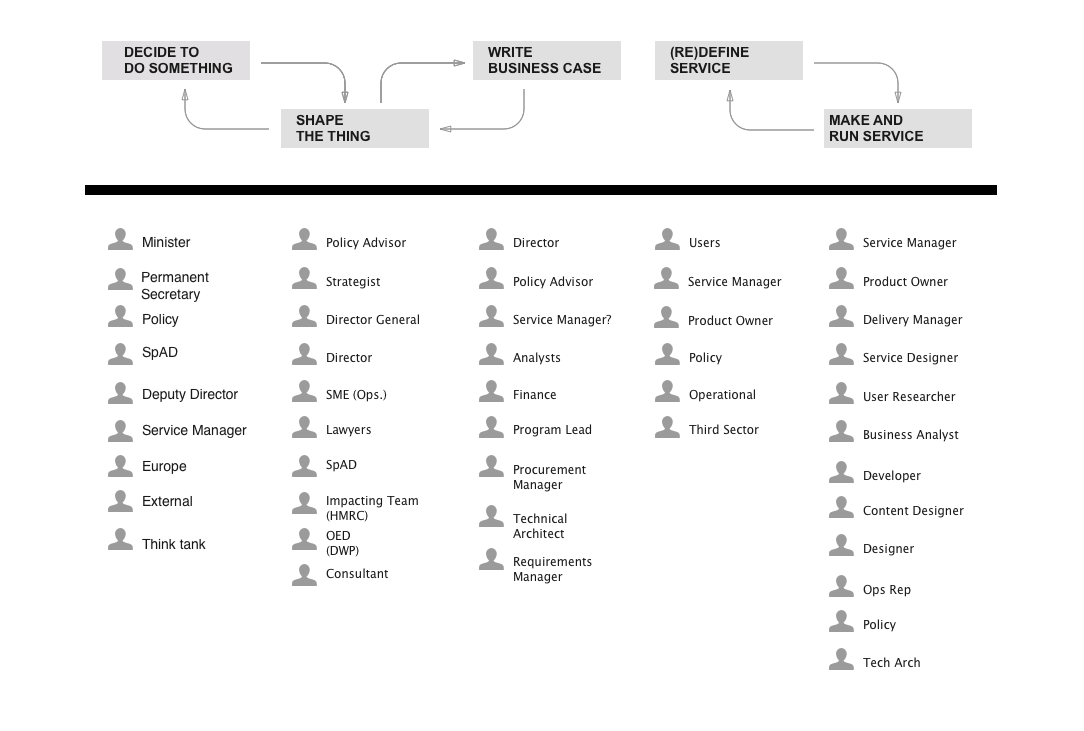 DECIDE TO
DO SOMETHING
SHAPE
THE THING
WRITE
BUSINESS CASE
(RE)DEFINE
SERVICE
MAKE AND
RUN SERVICE
Minister
Permanent
Secretary
Policy
SpAD
Deputy Director
Service Manager
Europe
External
Think tank
Policy Advisor
Strategist
Director General
Director
SME (Ops.)
Lawyers
SpAD
Impacting Team
(HMRC)
OED
(DWP)
Consultant
Director
Policy Advisor
Service Manager?
Analysts
Finance
Program Lead
Procurement
Manager
Technical
Architect
Requirements
Manager
Users
Service Manager
Product Owner
Policy
Operational
Third Sector
Service Manager
Product Owner
Delivery Manager
Service Designer
User Researcher
Business Analyst
Developer
Content Designer
Designer
Ops Rep
Policy
Tech Arch